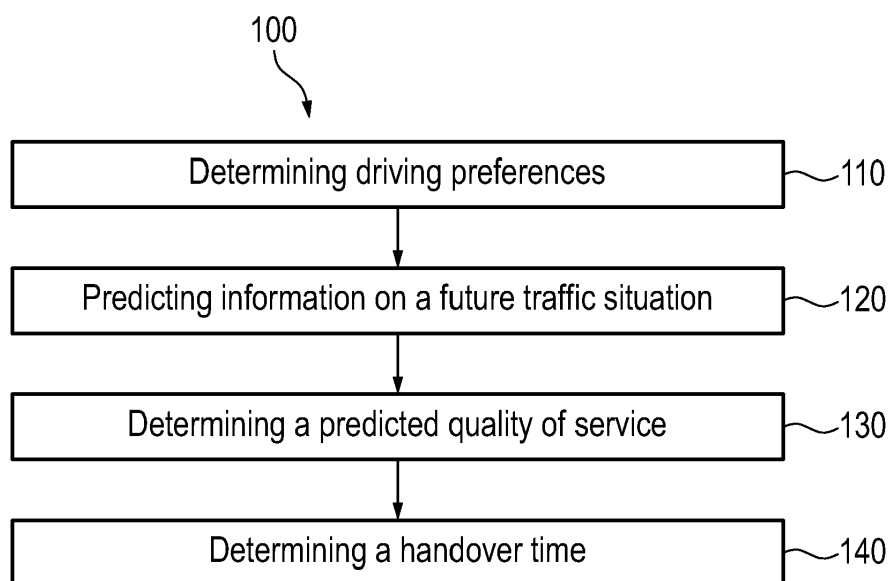 100
Determining driving preferences 110
Predicting information on a future traffic situation 120
Determining a predicted quality of service 130
Determining a handover time 140